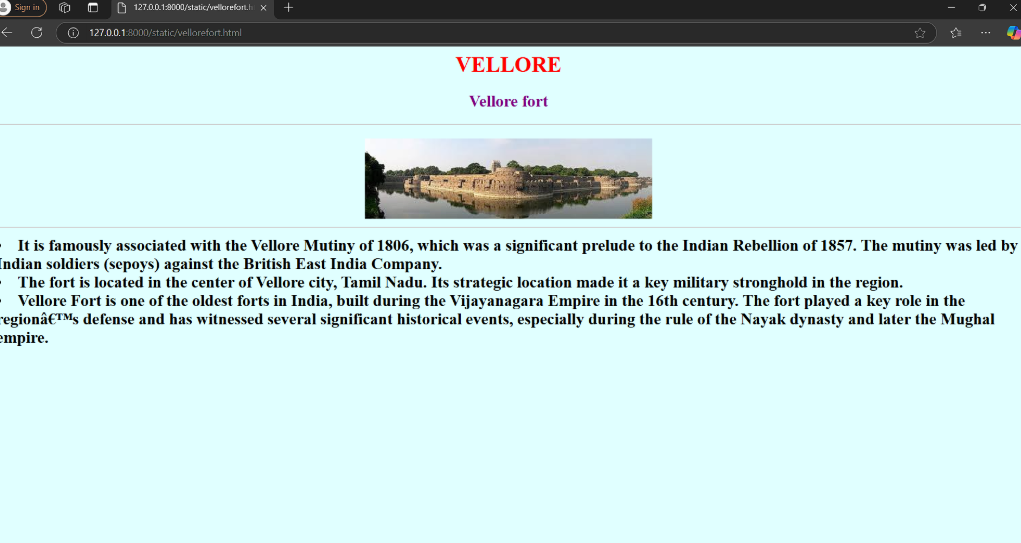 Sign in
127.0.0.1:8000/static/vellorefort.h
127.0.0.1:8000/static/vellorefort.html
VELLORE
Vellore fort
• It is famously associated with the Vellore Mutiny of 1806, which was a significant prelude to the Indian Rebellion of 1857. The mutiny was led by
Indian soldiers (sepoys) against the British East India Company.
• The fort is located in the center of Vellore city, Tamil Nadu. Its strategic location made it a key military stronghold in the region.
• Vellore Fort is one of the oldest forts in India, built during the Vijayanagara Empire in the 16th century. The fort played a key role in the
regionâ€™s defense and has witnessed several significant historical events, especially during the rule of the Nayak dynasty and later the Mughal
empire.